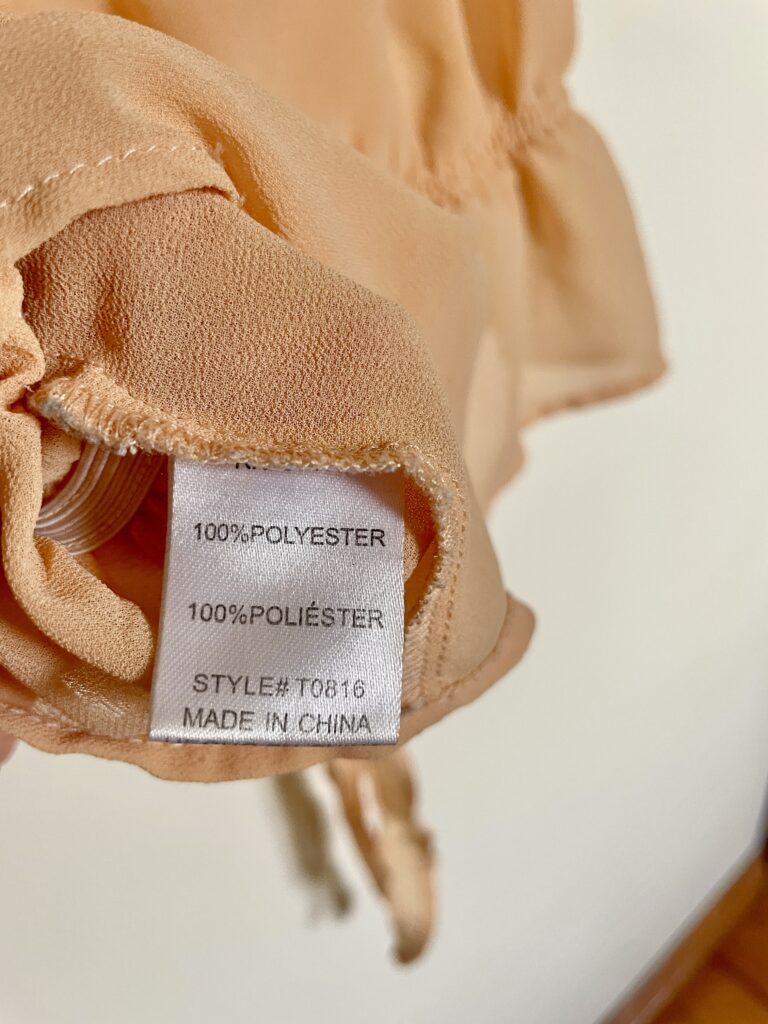 100%POLYESTER
100%POLIÉSTER
STYLE# T0816
MADE IN CHINA